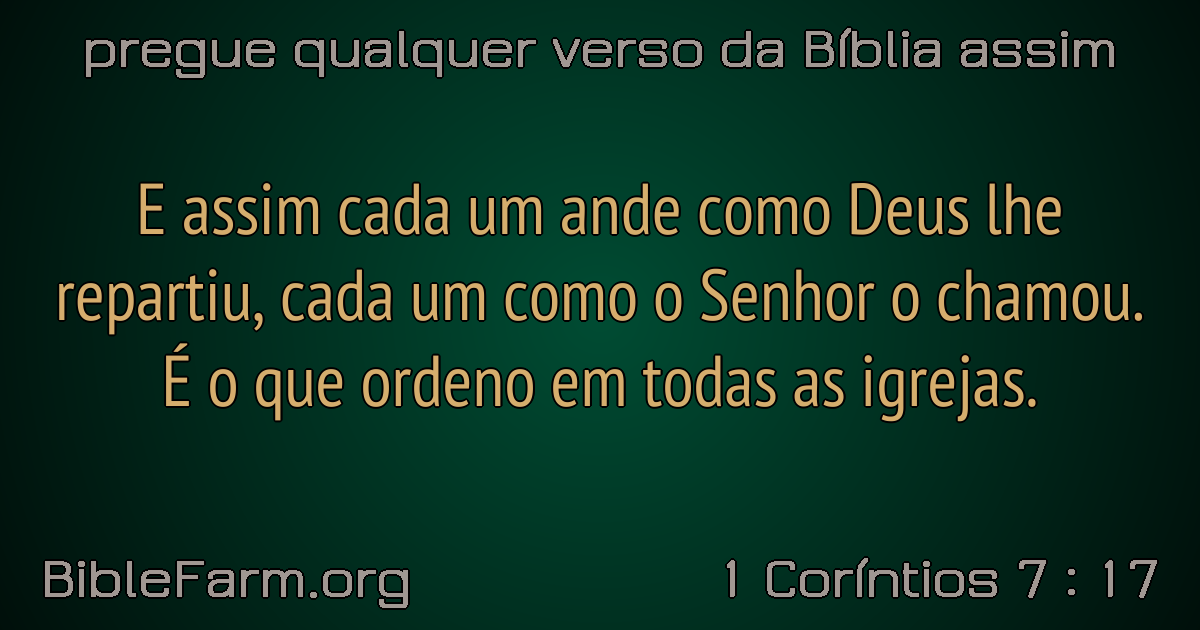 pregue qualquer verso da Bíblia assim
E assim cada um ande como Deus lhe
repartiu, cada um como o Senhor o chamou.
É o que ordeno em todas as igrejas.
BibleFarm.org
1 Coríntios 7 : 17